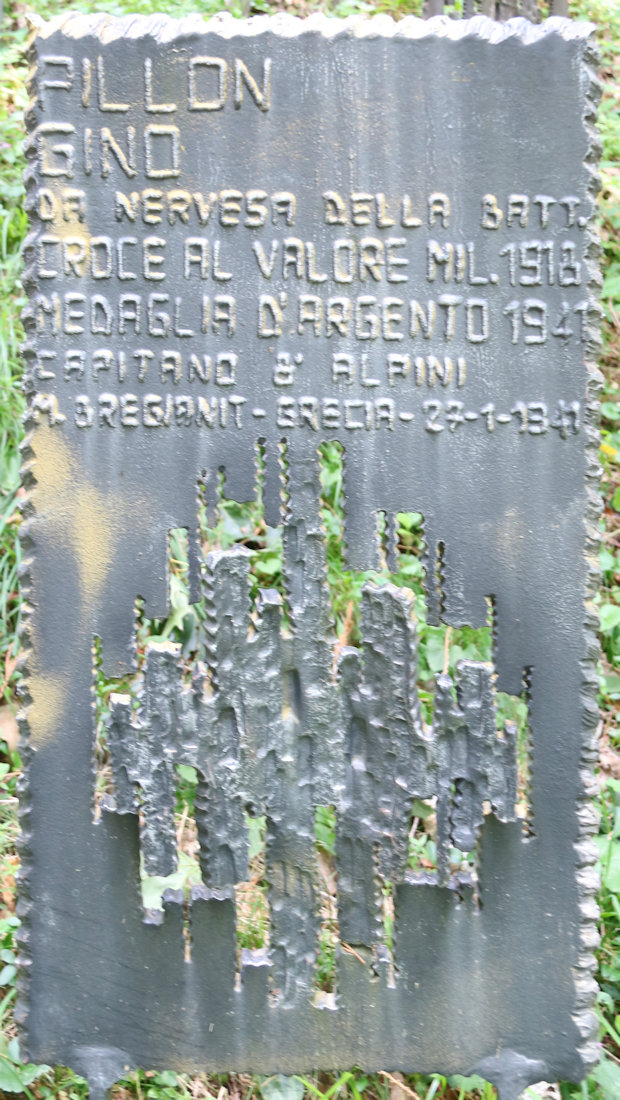 PILLON
GINO
DA NERVESA DELLA BATT.
CROCE AL VALORE MIL. 1918
MEDAGLIA D'ARGENTO 1941
CAPITANO 8° ALPINI
M. BREGIANIT - GRECIA - 27-1-1941